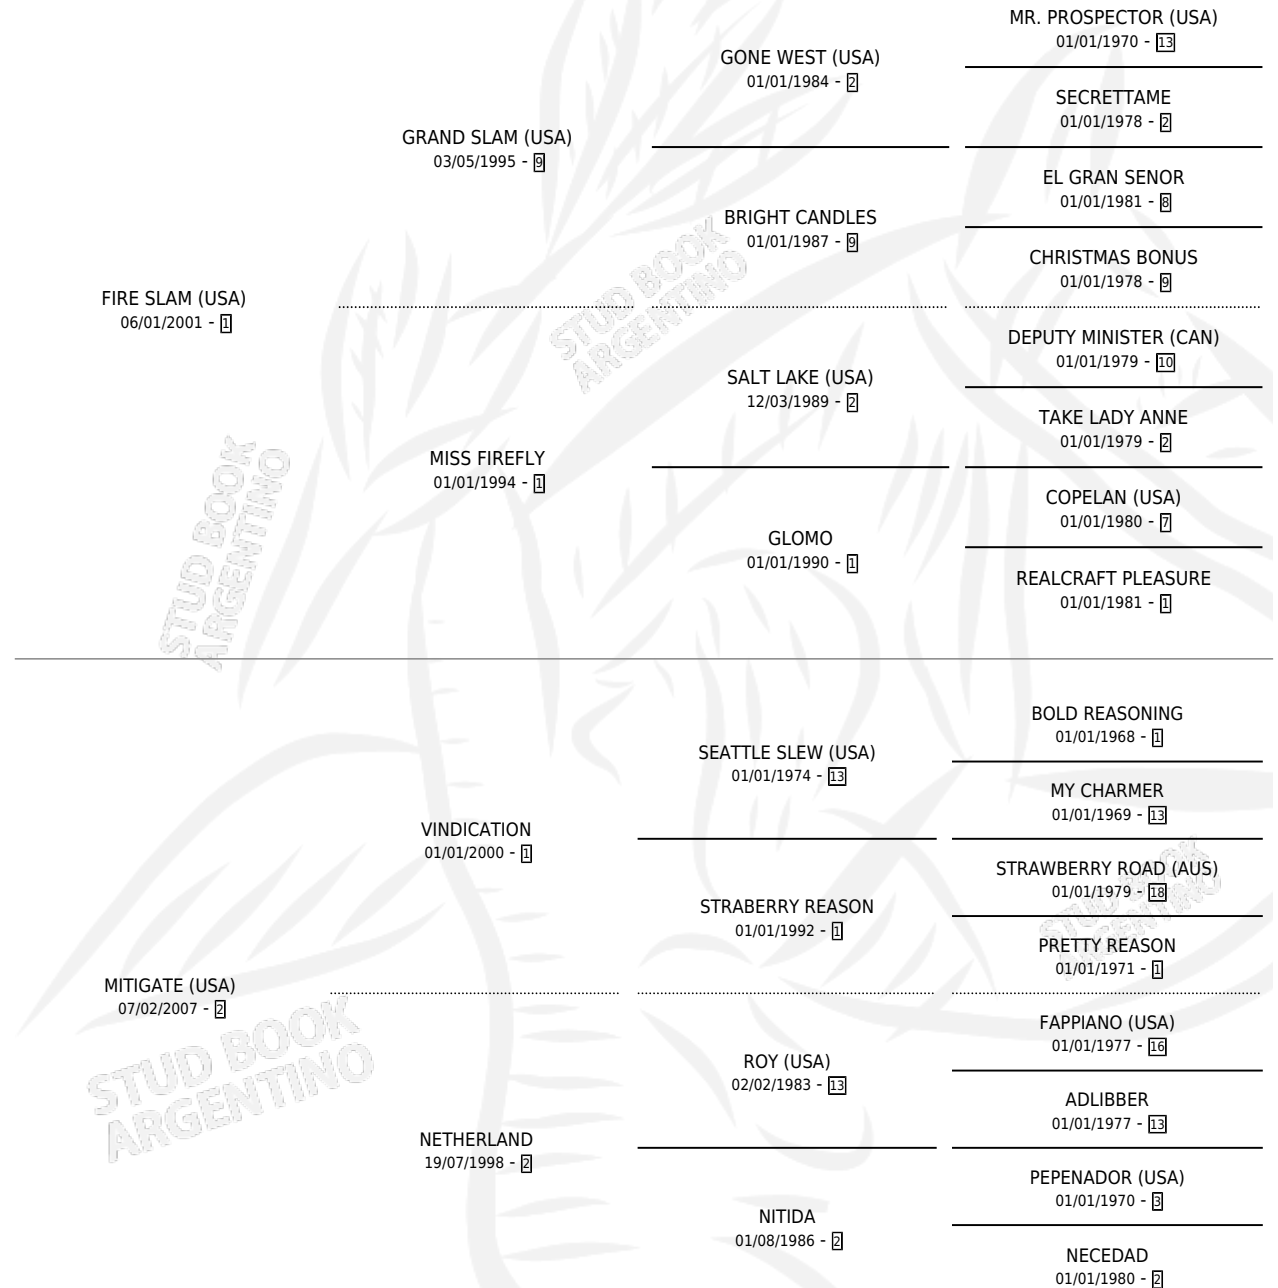 MR. PROSPECTOR (USA)
01/01/1970 - 13
GONE WEST (USA)
01/01/1984 - 2
SECRETTAME
01/01/1978 - 2
GRAND SLAM (USA)
03/05/1995 - 9
EL GRAN SENOR
01/01/1981 - 8
BRIGHT CANDLES
01/01/1987 - 9
CHRISTMAS BONUS
01/01/1978 - 9
FIRE SLAM (USA)
06/01/2001 - 1
STUD BOOK
ARGENTINO
DEPUTY MINISTER (CAN)
01/01/1979 - 10
SALT LAKE (USA)
12/03/1989 - 2
TAKE LADY ANNE
01/01/1979 - 2
MISS FIREFLY
01/01/1994 - 1
COPELAN (USA)
01/01/1980 - 7
GLOMO
01/01/1990 - 1
REALCRAFT PLEASURE
01/01/1981 - 1
STUD BOOK
ARGENTINO
BOLD REASONING
01/01/1968 - 1
SEATTLE SLEW (USA)
01/01/1974 - 13
MY CHARMER
01/01/1969 - 13
VINDICATION
01/01/2000 - 1
STRAWBERRY ROAD (AUS)
01/01/1979 - 18
STRABERRY REASON
01/01/1992 - 1
STUD BOOK
ARGENTINO
PRETTY REASON
01/01/1971 - 1
MITIGATE (USA)
07/02/2007 - 2
FAPPIANO (USA)
01/01/1977 - 16
ROY (USA)
02/02/1983 - 13
STUD BOOK
ARGENTINO
ADLIBBER
01/01/1977 - 13
NETHERLAND
19/07/1998 - 2
PEPENADOR (USA)
01/01/1970 - 3
NITIDA
01/08/1986 - 2
NECEDAD
01/01/1980 - 2